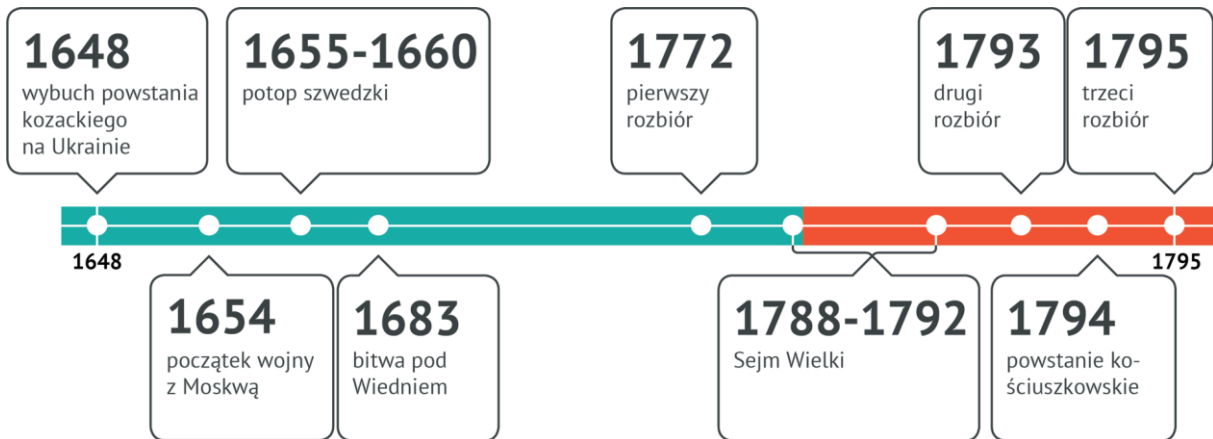 1648
wybuch powstania
kozackiego
na Ukrainie
1655-1660
potop szwedzki
1772
pierwszy
rozbiór
1793
drugi
rozbiór
1795
trzeci
rozbiór
1648
1795
1654
początek wojny
z Moskwą
1683
bitwa pod
Wiedniem
1788-1792
Sejm Wielki
1794
powstanie ko-
ściuszkowskie